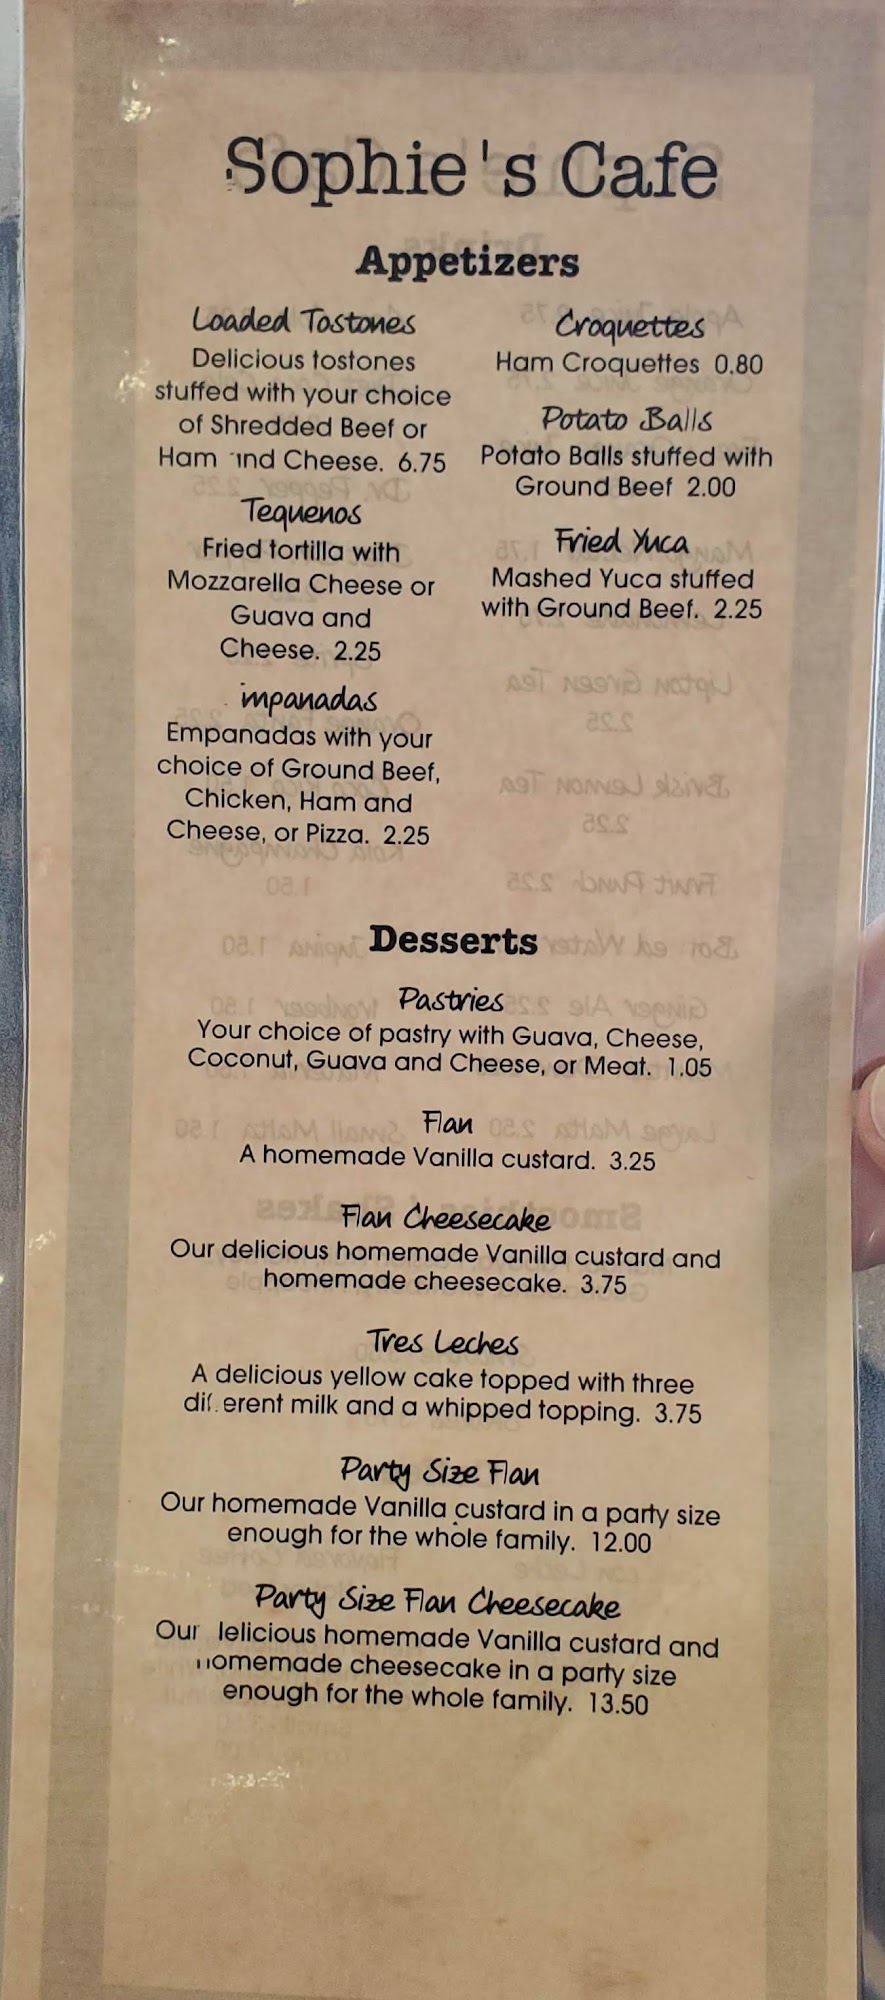 Sophie's Cafe
Appetizers
Loaded Tostones
Delicious tostones
stuffed with your choice
of Shredded Beef or
Ham and Cheese. 6.75
Tequenos
Fried tortilla with
Mozzarella Cheese or
Guava and
Cheese. 2.25
mpanadas
Empanadas with your
choice of Ground Beef,
Chicken, Ham and
Cheese, or Pizza. 2.25
Croquettes
Ham Croquettes 0.80
Potato Balls
Potato Balls stuffed with
Ground Beef 2.00
Fried Yuca
Mashed Yuca stuffed
with Ground Beef. 2.25
Desserts
Pastries
Your choice of pastry with Guava, Cheese,
Coconut, Guava and Cheese, or Meat. 1.05
Flan
A homemade Vanilla custard. 3.25
Flan Cheesecake
Our delicious homemade Vanilla custard and
homemade cheesecake. 3.75
Tres Leches
A delicious yellow cake topped with three
different milk and a whipped topping. 3.75
Party Size Flan
Our homemade Vanilla custard in a party size
enough for the whole family. 12.00
Party Size Flan Cheesecake
Our delicious homemade Vanilla custard and
homemade cheesecake in a party size
enough for the whole family. 13.50